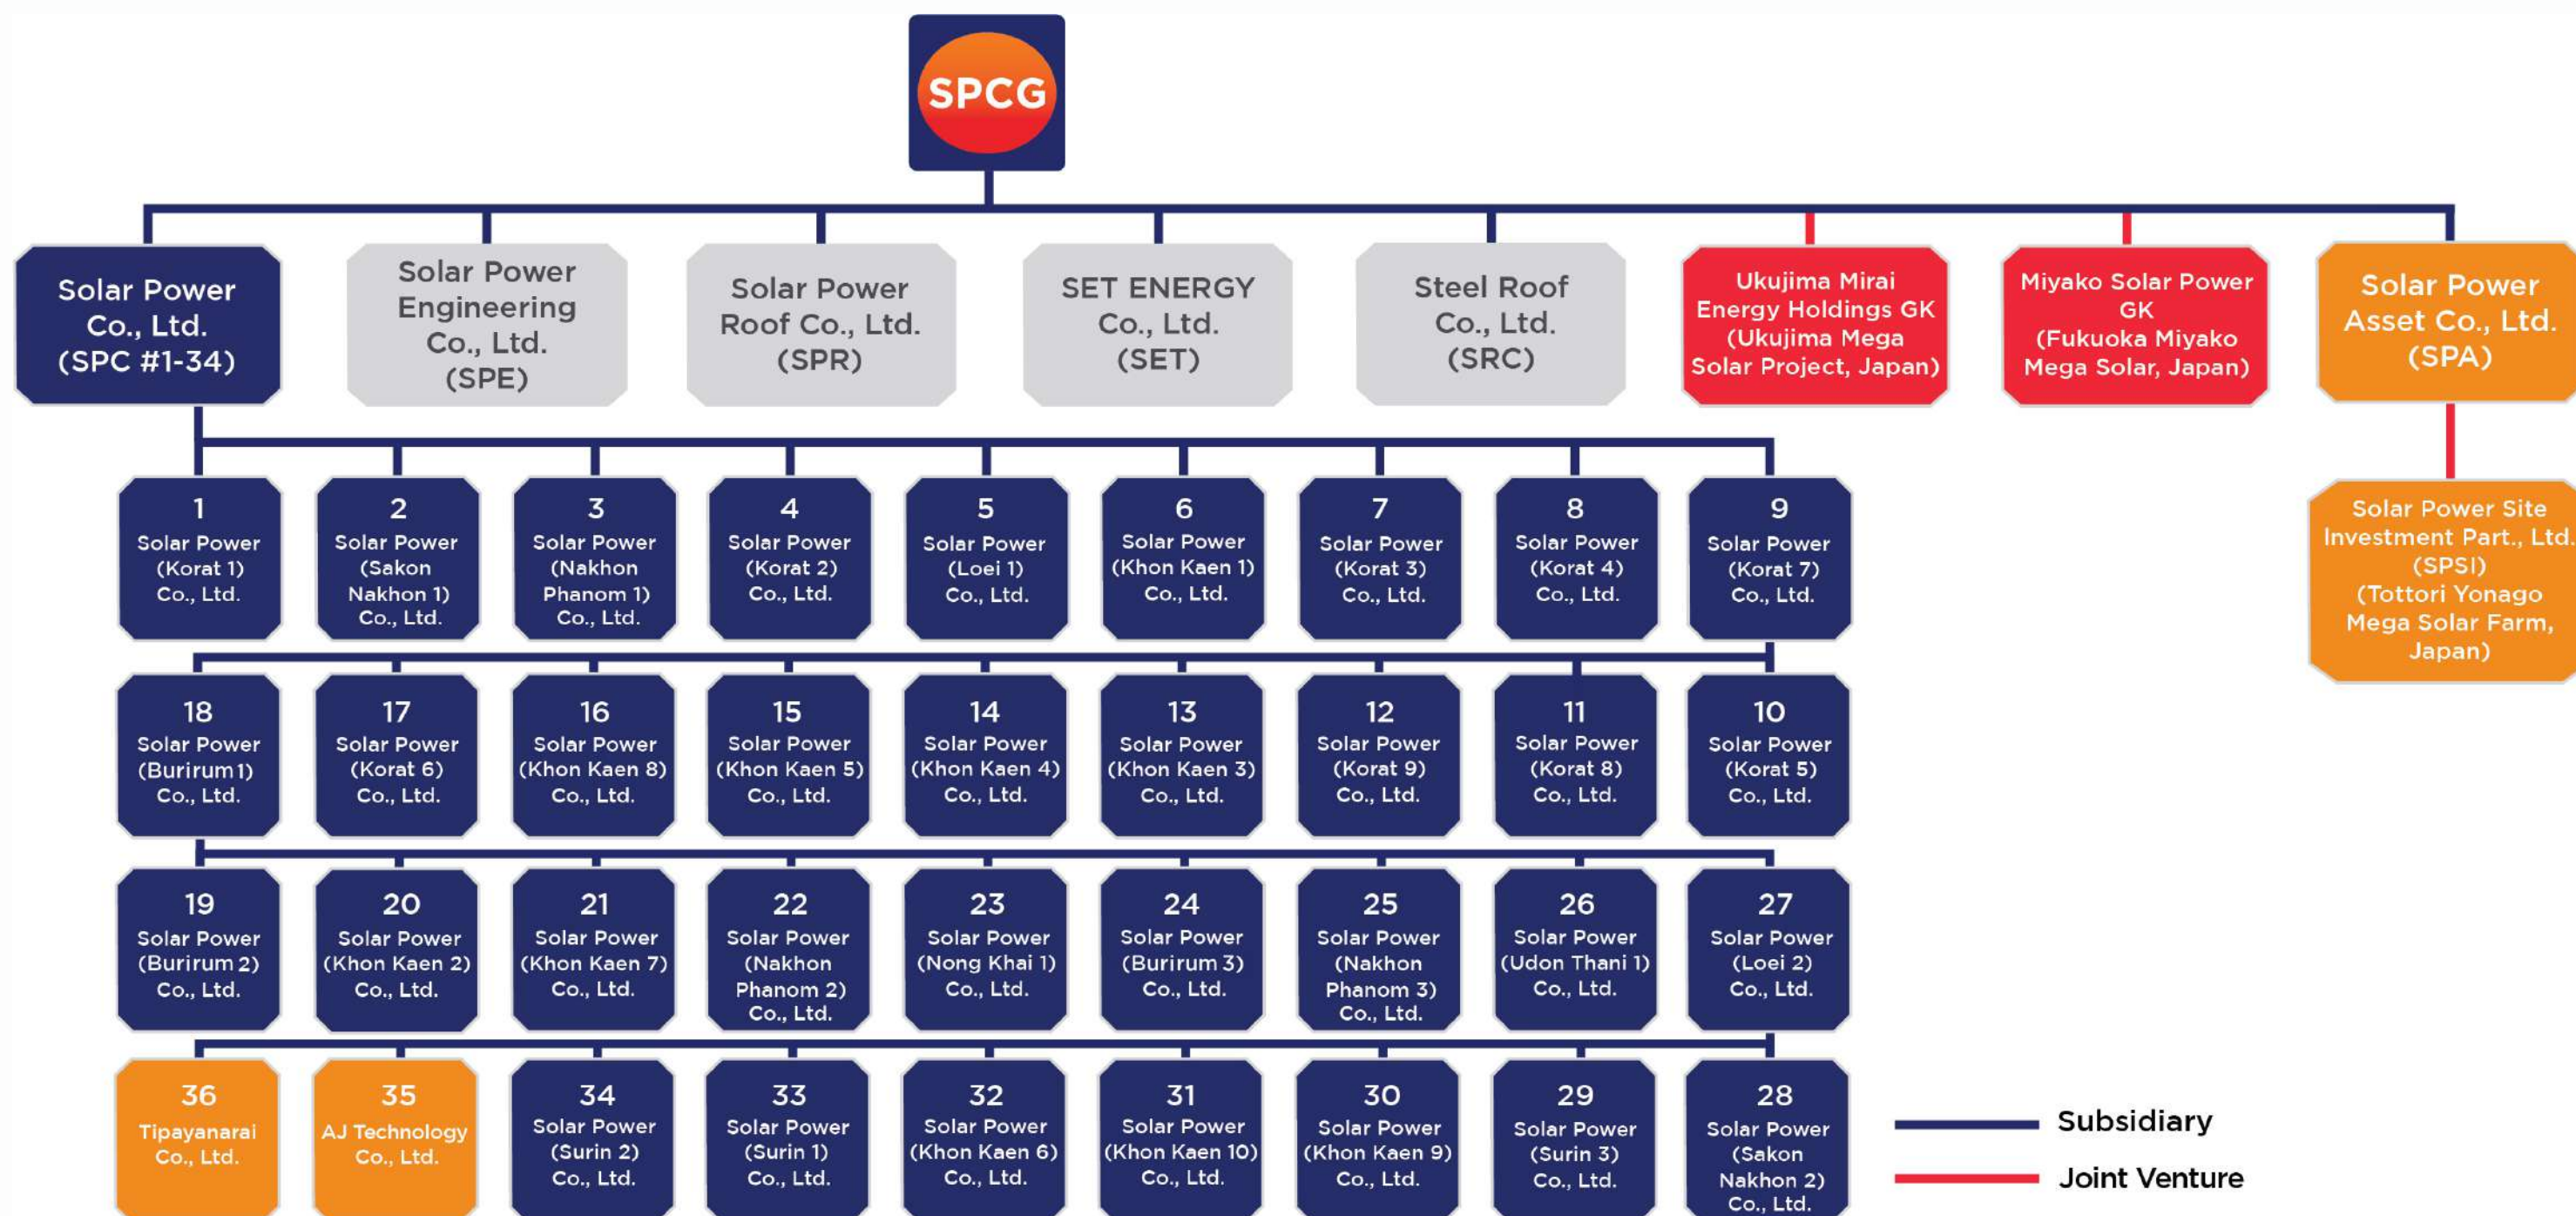 SPCG
Solar Power
Co., Ltd.
(SPC #1-34)
Solar Power
Engineering
Co., Ltd.
(SPE)
Solar Power
Roof Co., Ltd.
(SPR)
SET ENERGY
Co., Ltd.
(SET)
Steel Roof
Co., Ltd.
(SRC)
Ukujima Mirai
Energy Holdings GK
(Ukujima Mega
Solar Project, Japan)
Miyako Solar Power
GK
(Fukuoka Miyako
Mega Solar, Japan)
Solar Power
Asset Co., Ltd.
(SPA)
Solar Power Site
Investment Part., Ltd.
(SPSI)
(Tottori Yonago
Mega Solar Farm,
Japan)
1
Solar Power
(Korat 1)
Co., Ltd.
2
Solar Power
(Sakon
Nakhon 1)
Co., Ltd.
3
Solar Power
(Nakhon
Phanom 1)
Co., Ltd.
4
Solar Power
(Korat 2)
Co., Ltd.
5
Solar Power
(Loei 1)
Co., Ltd.
6
Solar Power
(Khon Kaen 1)
Co., Ltd.
7
Solar Power
(Korat 3)
Co., Ltd.
8
Solar Power
(Korat 4)
Co., Ltd.
9
Solar Power
(Korat 7)
Co., Ltd.
18
Solar Power
(Burirum 1)
Co., Ltd.
17
Solar Power
(Korat 6)
Co., Ltd.
16
Solar Power
(Khon Kaen 8)
Co., Ltd.
15
Solar Power
(Khon Kaen 5)
Co., Ltd.
14
Solar Power
(Khon Kaen 4)
Co., Ltd.
13
Solar Power
(Khon Kaen 3)
Co., Ltd.
12
Solar Power
(Korat 9)
Co., Ltd.
11
Solar Power
(Korat 8)
Co., Ltd.
10
Solar Power
(Korat 5)
Co., Ltd.
19
Solar Power
(Burirum 2)
Co., Ltd.
20
Solar Power
(Khon Kaen 2)
Co., Ltd.
21
Solar Power
(Khon Kaen 7)
Co., Ltd.
22
Solar Power
(Nakhon
Phanom 2)
Co., Ltd.
23
Solar Power
(Nong Khai 1)
Co., Ltd.
24
Solar Power
(Burirum 3)
Co., Ltd.
25
Solar Power
(Nakhon
Phanom 3)
Co., Ltd.
26
Solar Power
(Udon Thani 1)
Co., Ltd.
27
Solar Power
(Loei 2)
Co., Ltd.
36
Tipayanarai
Co., Ltd.
35
AJ Technology
Co., Ltd.
34
Solar Power
(Surin 2)
Co., Ltd.
33
Solar Power
(Surin 1)
Co., Ltd.
32
Solar Power
(Khon Kaen 6)
Co., Ltd.
31
Solar Power
(Khon Kaen 10)
Co., Ltd.
30
Solar Power
(Khon Kaen 9)
Co., Ltd.
29
Solar Power
(Surin 3)
Co., Ltd.
28
Solar Power
(Sakon
Nakhon 2)
Co., Ltd.
Subsidiary
Joint Venture